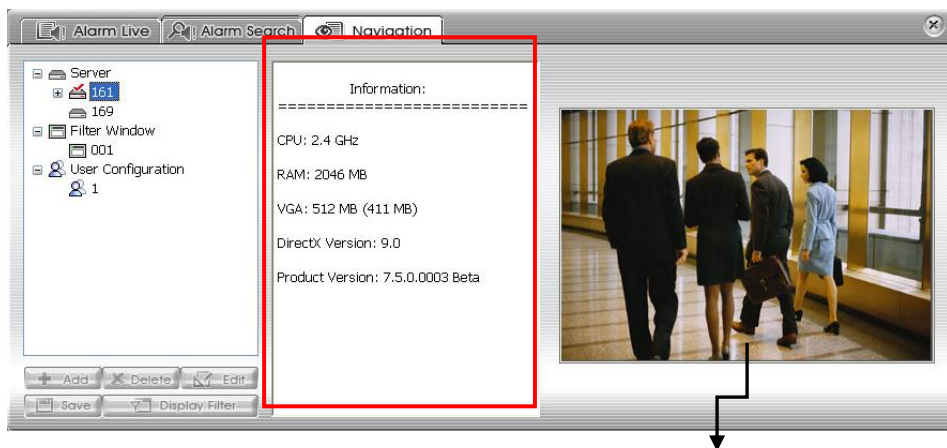 Alarm Live Alarm Search Navigation
Server
161
169
Filter Window
001
User Configuration
1
Add Delete Edit
Save Display Filter
Information:
==========================
CPU: 2.4 GHz
RAM: 2046 MB
VGA: 512 MB (411 MB)
DirectX Version: 9.0
Product Version: 7.5.0.0003 Beta